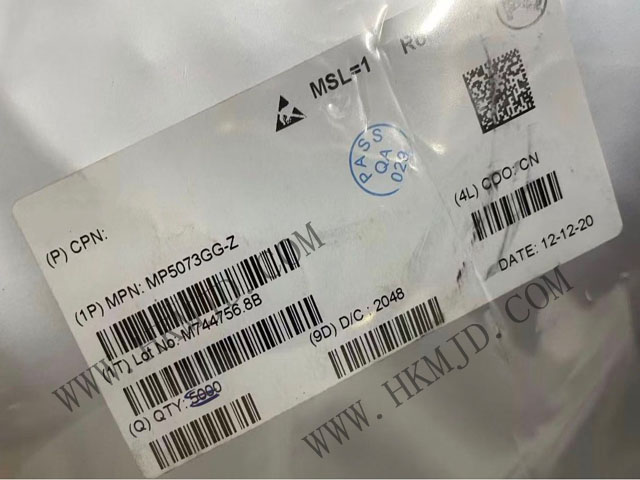 MSL=1
PASS
QA
023
(4L) COO: CN
DATE: 12-12-20
(P) CPN:
(1P) MPN: MP5073GG-Z
(1T) Lot No: M744756.8B
(9D) D/C : 2048
(Q) QTY: 5000
WWW.HKMJD.COM
WWW.HKMJD.COM